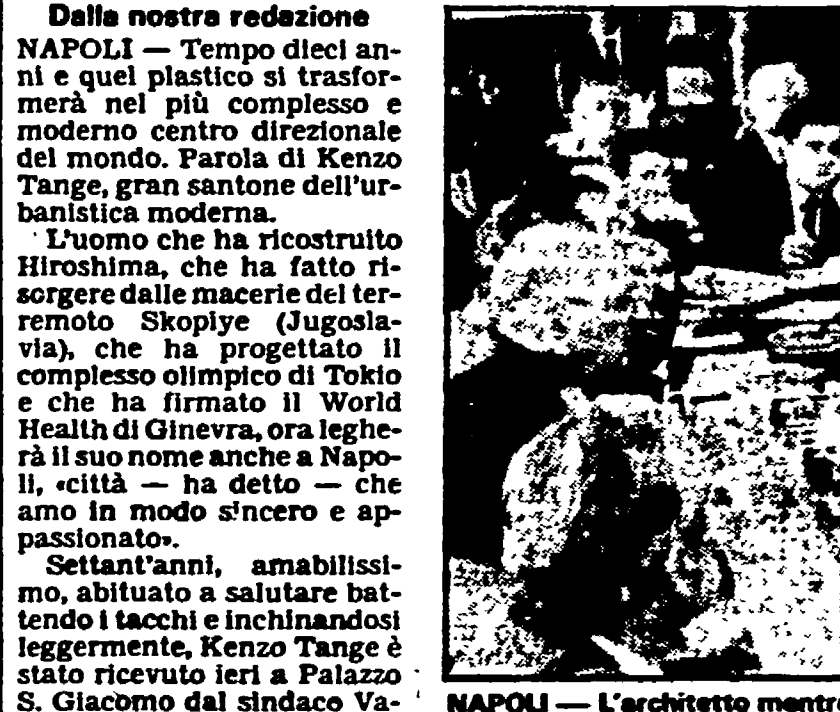 Dalla nostra redazione
NAPOLI — Tempo dieci an-
ni e quel plastico si trasfor-
merà nel più complesso e
moderno centro direzionale
del mondo. Parola di Kenzo
Tange, gran santone dell'ur-
banistica moderna.
L'uomo che ha ricostruito
Hiroshima, che ha fatto ri-
sorgere dalle macerie del ter-
remoto Skopiye (Jugosla-
via), che ha progettato il
complesso olimpico di Tokio
e che ha firmato il World
Health di Ginevra, ora leghe-
rà il suo nome anche a Napo-
li, «città — ha detto — che
amo in modo sincero e ap-
passionato».
Settant'anni, amabilissi-
mo, abituato a salutare bat-
tendo i tacchi e inchinandosi
leggermente, Kenzo Tange è
stato ricevuto ieri a Palazzo
S. Giacomo dal sindaco Va-
NAPOLI — L'architetto mentr